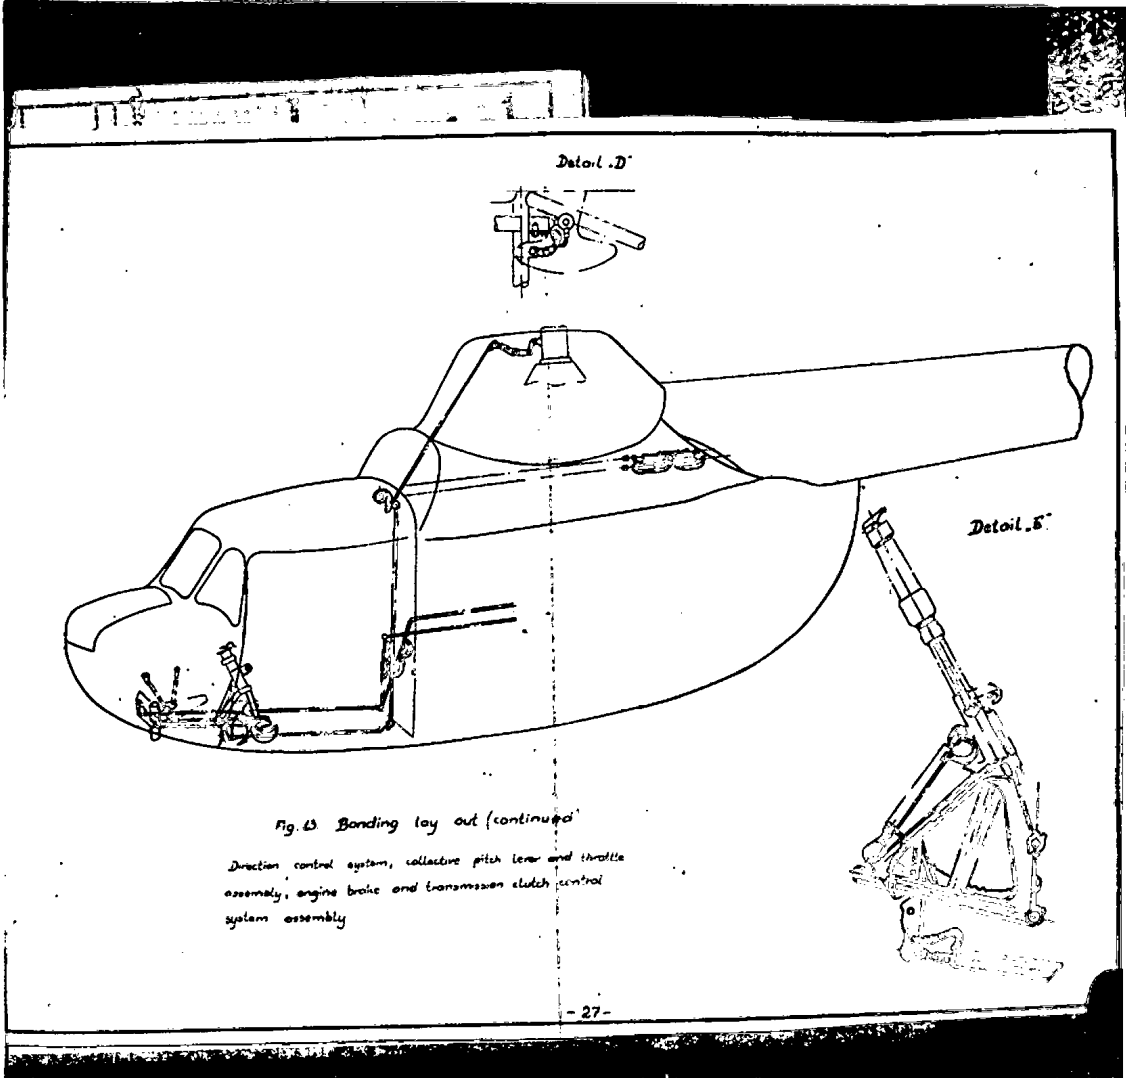 Detail „D"
Detail „E"
Fig. 13. Bonding lay out (continued)
Direction control system, collective pitch lever and throttle
assembly, engine brake and transmission clutch control
system assembly
- 27 -